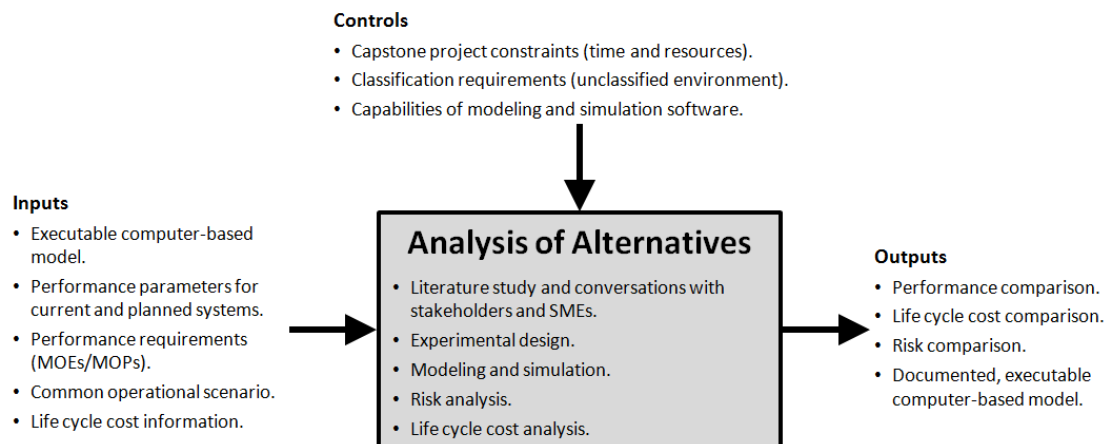 Controls
• Capstone project constraints (time and resources).
• Classification requirements (unclassified environment).
• Capabilities of modeling and simulation software.
Inputs
• Executable computer-based
model.
• Performance parameters for
current and planned systems.
• Performance requirements
(MOEs/MOPs).
• Common operational scenario.
• Life cycle cost information.
Analysis of Alternatives
• Literature study and conversations with
stakeholders and SMEs.
• Experimental design.
• Modeling and simulation.
• Risk analysis.
• Life cycle cost analysis.
Outputs
• Performance comparison.
• Life cycle cost comparison.
• Risk comparison.
• Documented, executable
computer-based model.